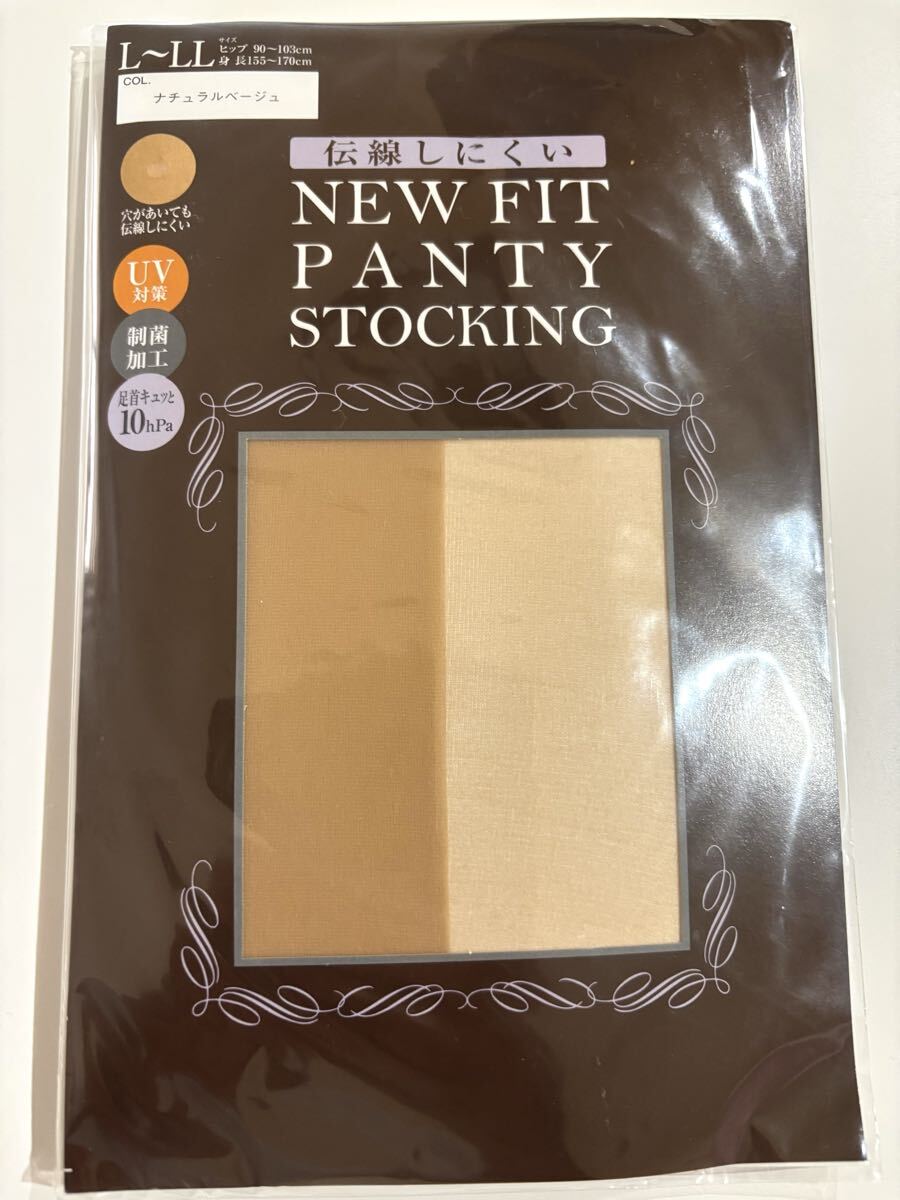 L〜LL
サイズ
ヒップ 90〜103cm
身 長155〜170cm
COL.
ナチュラルベージュ
伝線しにくい
NEW FIT
PANTY
STOCKING
穴があいても
伝線しにくい
UV
対策
制菌
加工
足首キュッと
10hPa